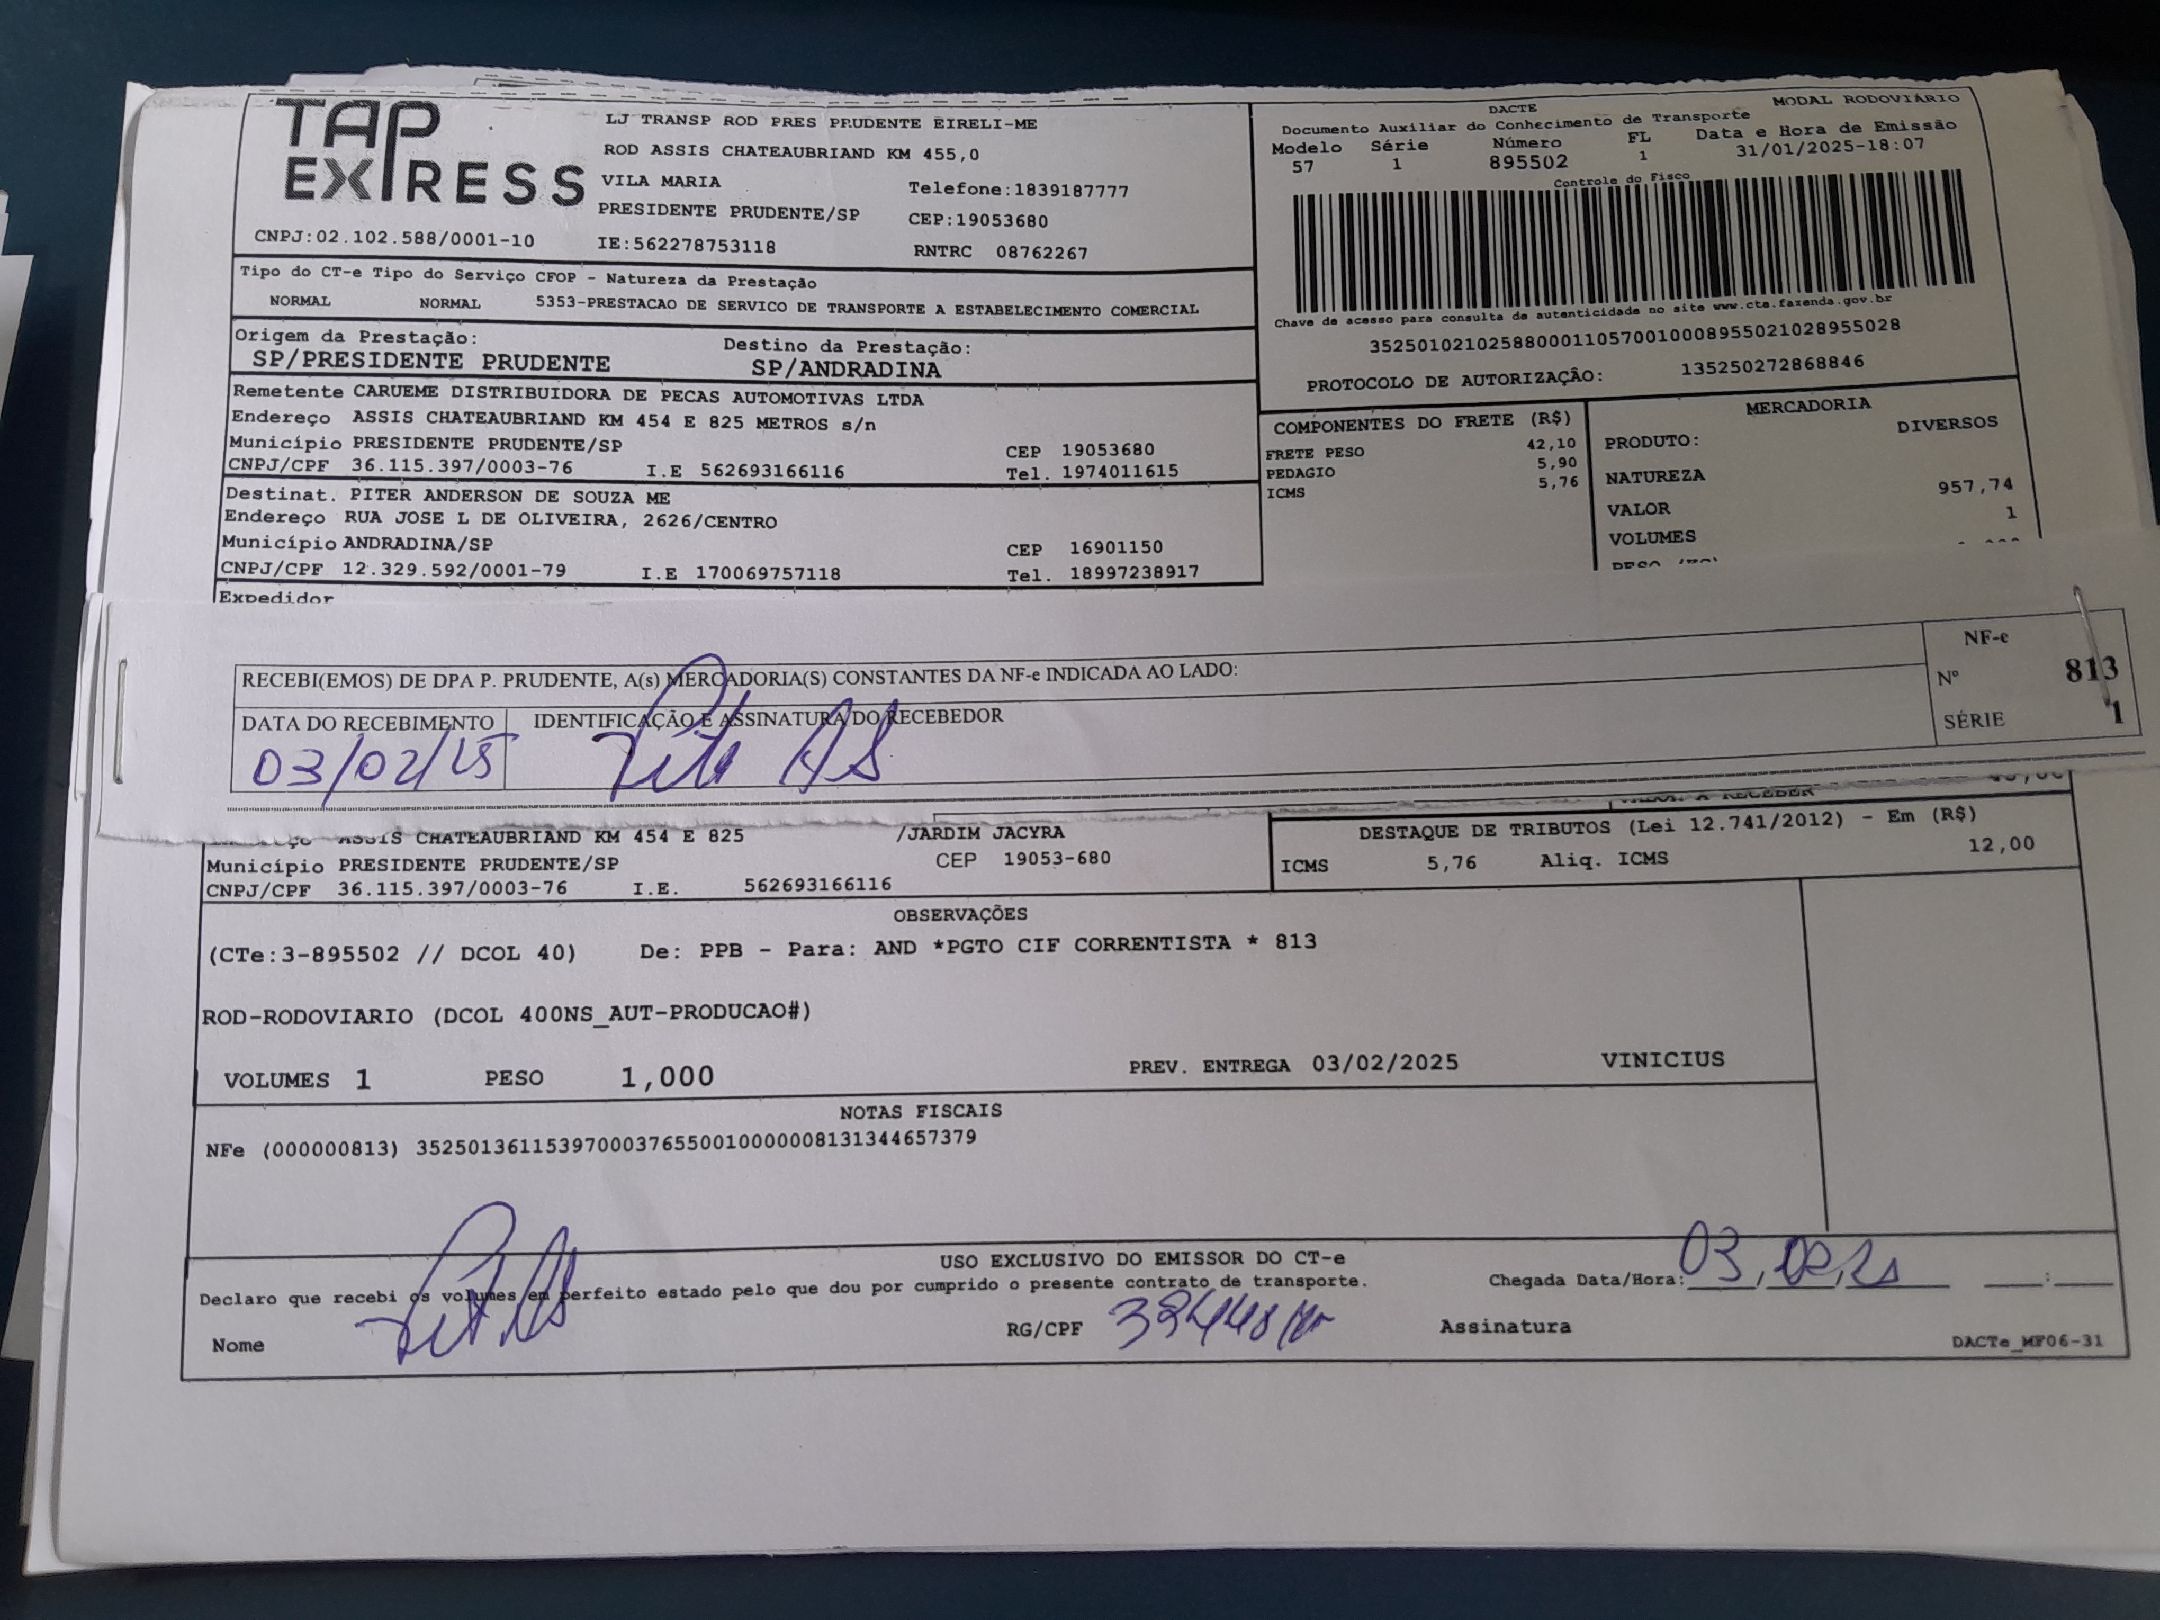 TAP EXPRESS
LJ TRANSP ROD PRES PRUDENTE EIRELI-ME
ROD ASSIS CHATEAUBRIAND KM 455,0
VILA MARIA Telefone:1839187777
PRESIDENTE PRUDENTE/SP CEP:19053680
CNPJ:02.102.588/0001-10 IE:562278753118 RNTRC 08762267
DACTE MODAL RODOVIÁRIO
Documento Auxiliar do Conhecimento de Transporte
Modelo Série Número FL Data e Hora de Emissão
57 1 895502 1 31/01/2025-18:07
Controle do Fisco
Chave de acesso para consulta de autenticidade no site www.cte.fazenda.gov.br
35250102102588000110570010008955021028955028
PROTOCOLO DE AUTORIZAÇÃO: 135250272868846
Tipo do CT-e Tipo do Serviço CFOP - Natureza da Prestação
NORMAL NORMAL 5353-PRESTACAO DE SERVICO DE TRANSPORTE A ESTABELECIMENTO COMERCIAL
Origem da Prestação: Destino da Prestação:
SP/PRESIDENTE PRUDENTE SP/ANDRADINA
Remetente CARUEME DISTRIBUIDORA DE PECAS AUTOMOTIVAS LTDA
Endereço ASSIS CHATEAUBRIAND KM 454 E 825 METROS s/n
Município PRESIDENTE PRUDENTE/SP CEP 19053680
CNPJ/CPF 36.115.397/0003-76 I.E 562693166116 Tel. 1974011615
Destinat. PITER ANDERSON DE SOUZA ME
Endereço RUA JOSE L DE OLIVEIRA, 2626/CENTRO
Município ANDRADINA/SP CEP 16901150
CNPJ/CPF 12.329.592/0001-79 I.E 170069757118 Tel. 18997238917
Expedidor
COMPONENTES DO FRETE (R$)
FRETE PESO 42,10
PEDAGIO 5,90
ICMS 5,76
MERCADORIA
PRODUTO: DIVERSOS
NATUREZA
VALOR 957,74
VOLUMES 1
RECEBI(EMOS) DE DPA P. PRUDENTE, A(s) MERCADORIA(S) CONSTANTES DA NF-e INDICADA AO LADO:
DATA DO RECEBIMENTO IDENTIFICAÇÃO E ASSINATURA DO RECEBEDOR
03/02/25
NF-e
Nº 813
SÉRIE 1
VALOR A RECEBER
ASSIS CHATEAUBRIAND KM 454 E 825 /JARDIM JACYRA
Município PRESIDENTE PRUDENTE/SP CEP 19053-680
CNPJ/CPF 36.115.397/0003-76 I.E. 562693166116
DESTAQUE DE TRIBUTOS (Lei 12.741/2012) - Em (R$)
ICMS 5,76 Aliq. ICMS 12,00
OBSERVAÇÕES
(CTe:3-895502 // DCOL 40) De: PPB - Para: AND *PGTO CIF CORRENTISTA * 813
ROD-RODOVIARIO (DCOL 400NS_AUT-PRODUCAO#)
VOLUMES 1 PESO 1,000 PREV. ENTREGA 03/02/2025 VINICIUS
NOTAS FISCAIS
NFe (000000813) 35250136115397000376550010000008131344657379
USO EXCLUSIVO DO EMISSOR DO CT-e
Declaro que recebi os volumes em perfeito estado pelo que dou por cumprido o presente contrato de transporte. Chegada Data/Hora: 03/02/25 :
Nome RG/CPF Assinatura
DACTe_MF06-31